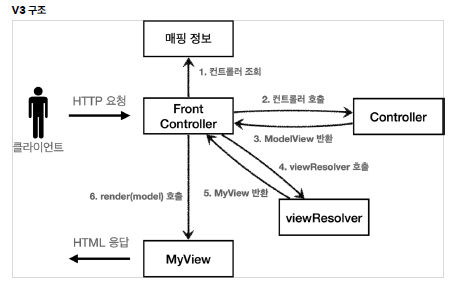 V3 구조
매핑 정보
1. 컨트롤러 조회
HTTP 요청
2. 컨트롤러 호출
Front
Controller
Controller
클라이언트
3. ModelView 반환
4. viewResolver 호출
5. MyView 반환
6. render(model) 호출
viewResolver
HTML 응답
MyView